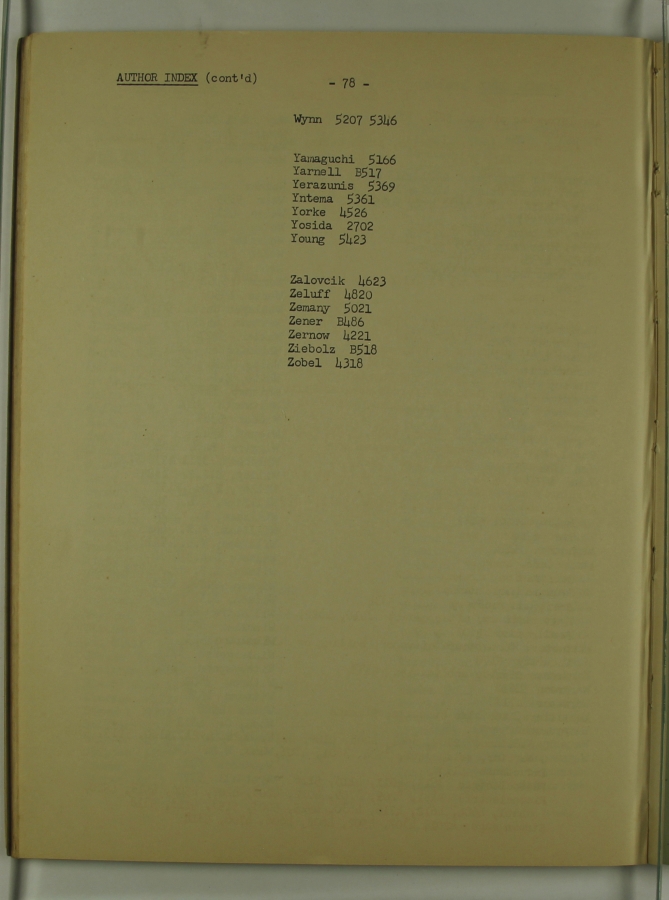 AUTHOR INDEX (cont'd)
- 78 -
Wynn 5207 5346
Yamaguchi 5166
Yarnell B517
Yerazunis 5369
Yntema 5361
Yorke 4526
Yosida 2702
Young 5423
Zalovcik 4623
Zeluff 4820
Zemany 5021
Zener B486
Zernow 4221
Ziebolz B518
Zobel 4318